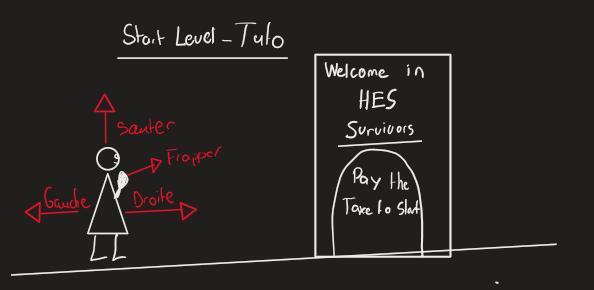 Start Level - Tuto
Welcome in
HES
Survivors
Sauter
Frapper
Gauche
Droite
Pay the
Taxe to Start